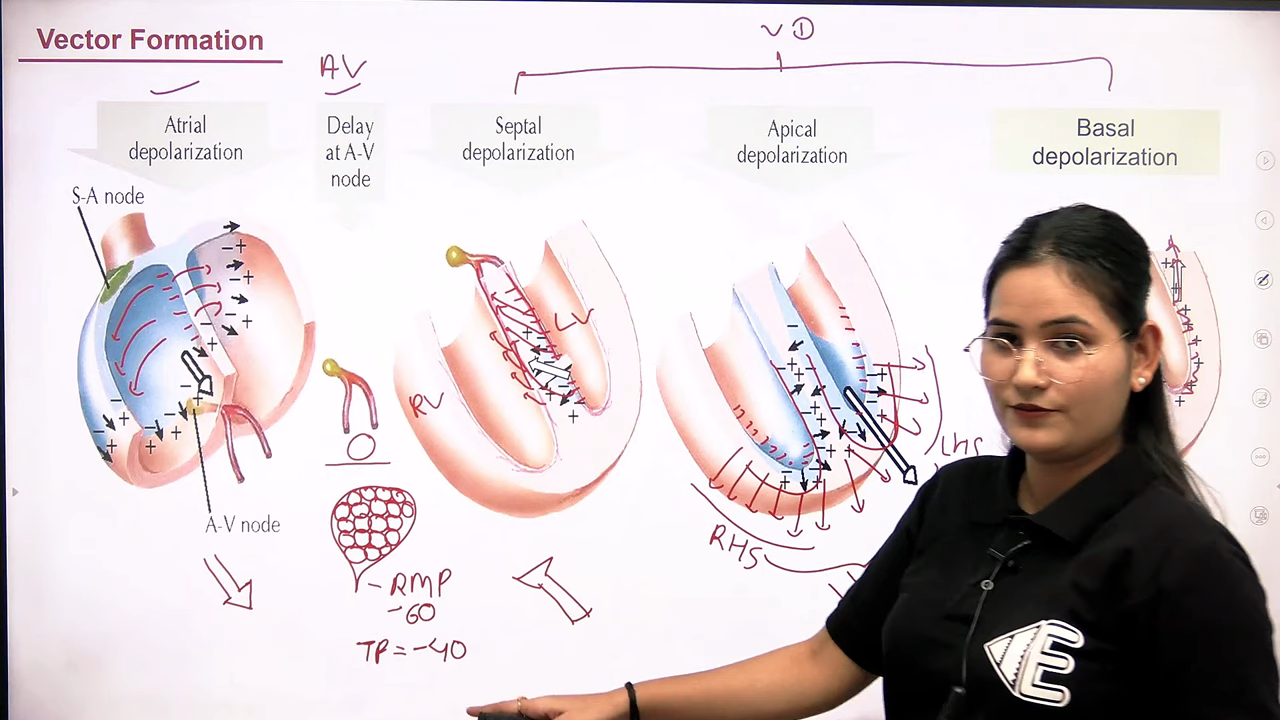 Vector Formation
AV
V ①
Atrial
depolarization
Delay
at A-V
node
Septal
depolarization
Apical
depolarization
Basal
depolarization
S-A node
A-V node
RV
LV
O
-RMP
-60
TP = -40
RHS
LHS
E